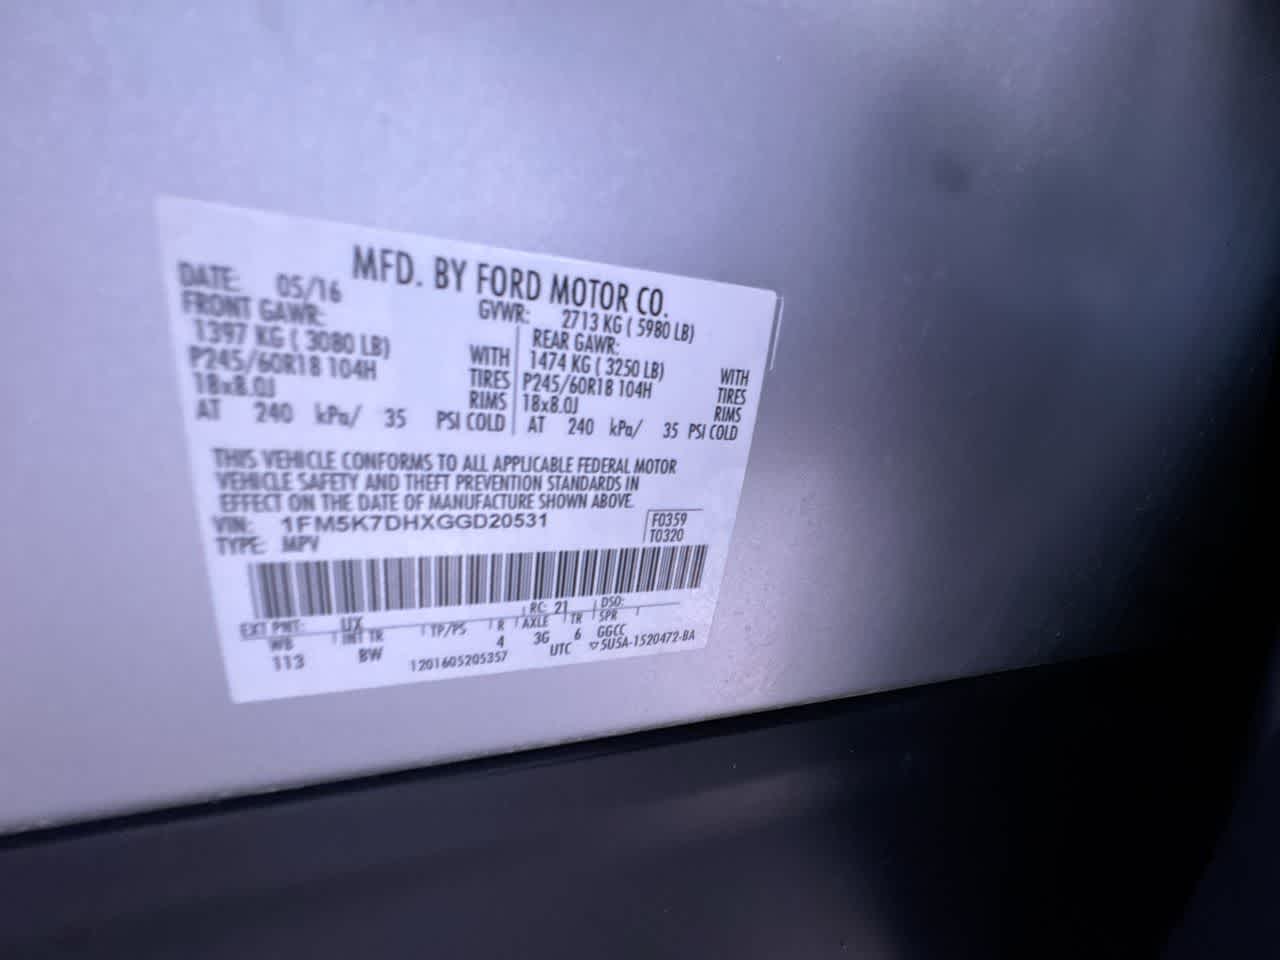 MFD. BY FORD MOTOR CO.
DATE: 05/16
GVWR: 2713 KG ( 5980 LB)
FRONT GAWR:
1397 KG ( 3080 LB)
P245/60R18 104H
18x8.0J
AT 240 kPa/ 35 PSI COLD
WITH
TIRES
RIMS
REAR GAWR:
1474 KG ( 3250 LB)
P245/60R18 104H
18x8.0J
AT 240 kPa/ 35 PSI COLD
WITH
TIRES
RIMS
THIS VEHICLE CONFORMS TO ALL APPLICABLE FEDERAL MOTOR
VEHICLE SAFETY AND THEFT PREVENTION STANDARDS IN
EFFECT ON THE DATE OF MANUFACTURE SHOWN ABOVE.
VIN: 1FM5K7DHXGGD20531
TYPE: MPV
F0359
T0320
EXT PNT: UX RC: 21 DSO:
WB INT TR TP/PS R AXLE TR SPR
113 BW 4 3G 6 GGCC
1201605205357 UTC ▽5U5A-1520472-BA